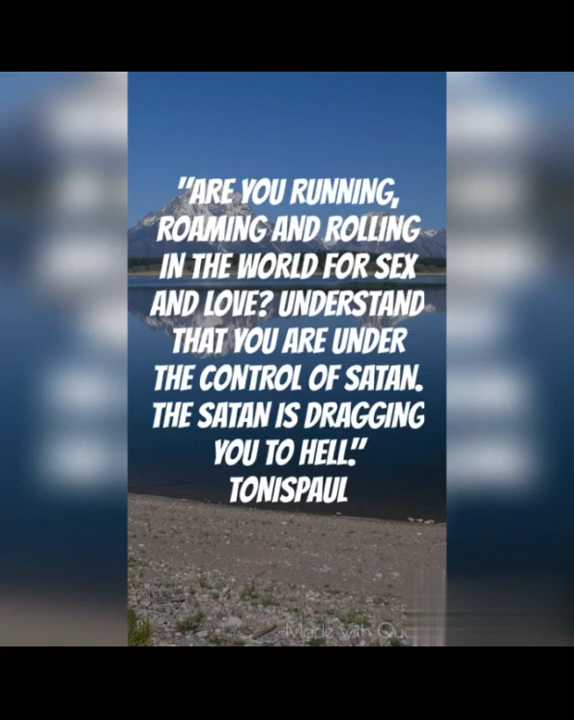 "ARE YOU RUNNING,
ROAMING AND ROLLING
IN THE WORLD FOR SEX
AND LOVE? UNDERSTAND
THAT YOU ARE UNDER
THE CONTROL OF SATAN.
THE SATAN IS DRAGGING
YOU TO HELL."
TONISPAUL
Made with